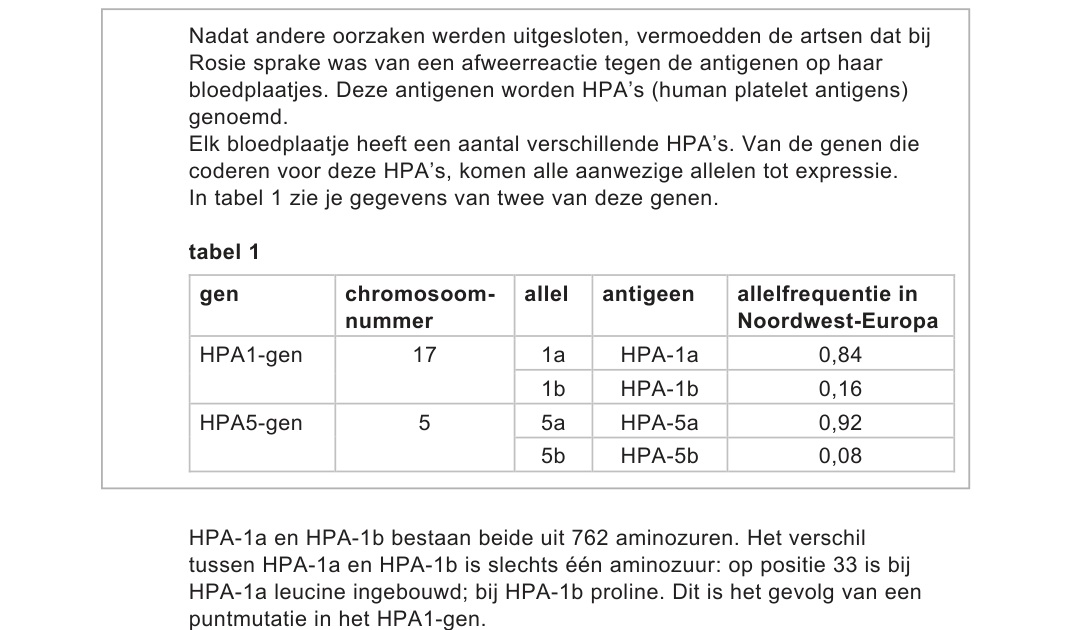 Nadat andere oorzaken werden uitgesloten, vermoedden de artsen dat bij
Rosie sprake was van een afweerreactie tegen de antigenen op haar
bloedplaatjes. Deze antigenen worden HPA's (human platelet antigens)
genoemd.
Elk bloedplaatje heeft een aantal verschillende HPA's. Van de genen die
coderen voor deze HPA's, komen alle aanwezige allelen tot expressie.
In tabel 1 zie je gegevens van twee van deze genen.
tabel 1
gen chromosoom- allel antigeen allelfrequentie in
nummer Noordwest-Europa
HPA1-gen 17 1a HPA-1a 0,84
1b HPA-1b 0,16
HPA5-gen 5 5a HPA-5a 0,92
5b HPA-5b 0,08
HPA-1a en HPA-1b bestaan beide uit 762 aminozuren. Het verschil
tussen HPA-1a en HPA-1b is slechts één aminozuur: op positie 33 is bij
HPA-1a leucine ingebouwd; bij HPA-1b proline. Dit is het gevolg van een
puntmutatie in het HPA1-gen.